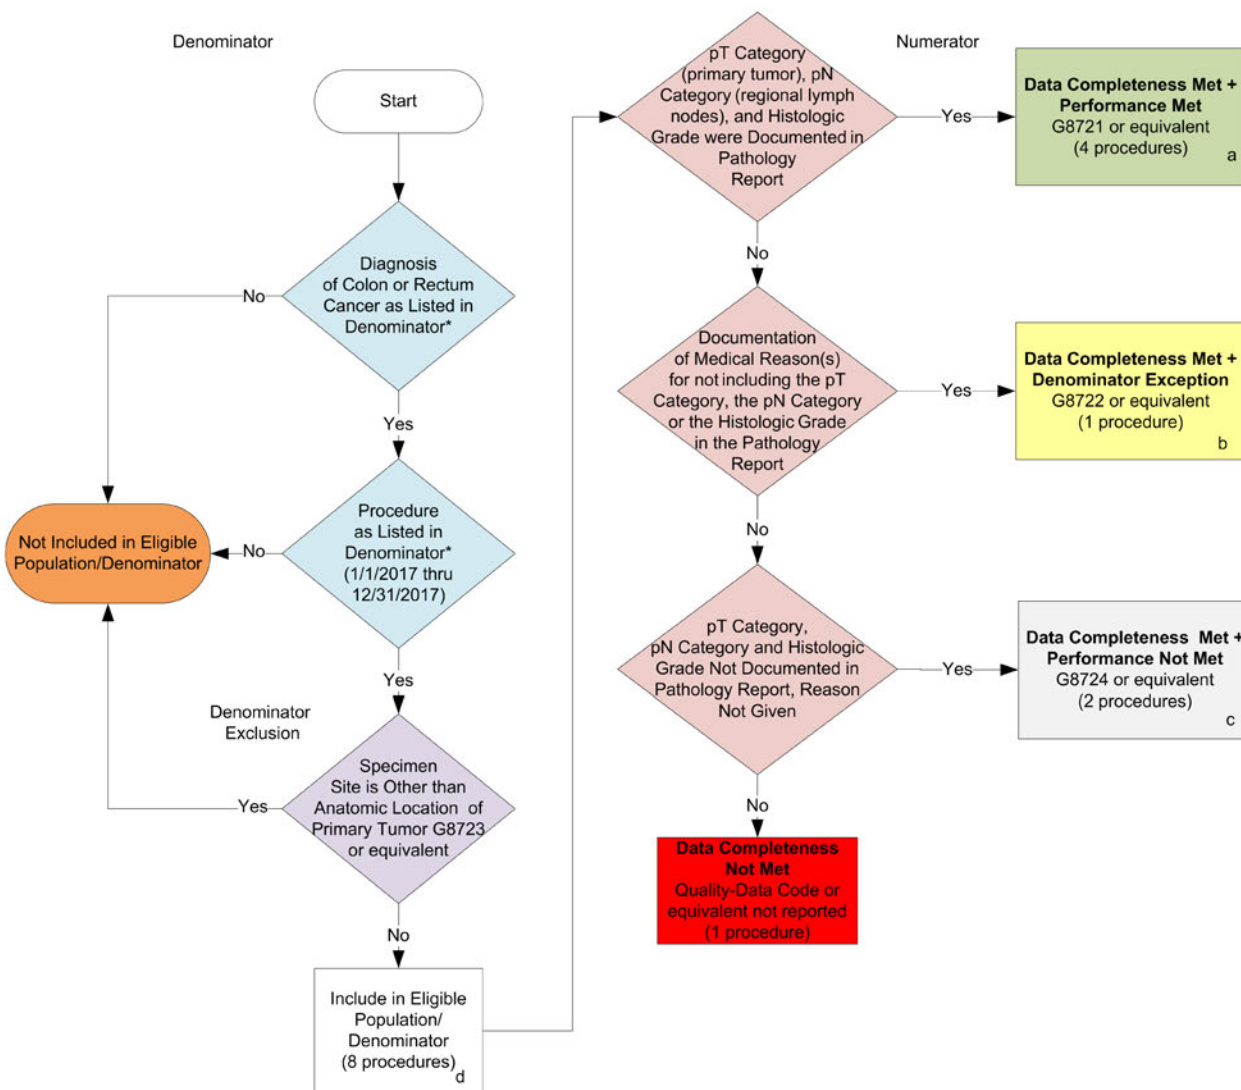 Denominator
Start
Diagnosis
of Colon or Rectum
Cancer as Listed in
Denominator*
No
Yes
Procedure
as Listed in
Denominator*
(1/1/2017 thru
12/31/2017)
No
Not Included in Eligible
Population/Denominator
Yes
Denominator
Exclusion
Specimen
Site is Other than
Anatomic Location of
Primary Tumor G8723
or equivalent
Yes
No
Include in Eligible
Population/
Denominator
(8 procedures)
d
Numerator
pT Category
(primary tumor), pN
Category (regional lymph
nodes), and Histologic
Grade were Documented in
Pathology
Report
Yes
Data Completeness Met +
Performance Met
G8721 or equivalent
(4 procedures)
a
No
Documentation
of Medical Reason(s)
for not including the pT
Category, the pN Category
or the Histologic Grade
in the Pathology
Report
Yes
Data Completeness Met +
Denominator Exception
G8722 or equivalent
(1 procedure)
b
No
pT Category,
pN Category and Histologic
Grade Not Documented in
Pathology Report, Reason
Not Given
Yes
Data Completeness Met +
Performance Not Met
G8724 or equivalent
(2 procedures)
c
No
Data Completeness
Not Met
Quality-Data Code or
equivalent not reported
(1 procedure)